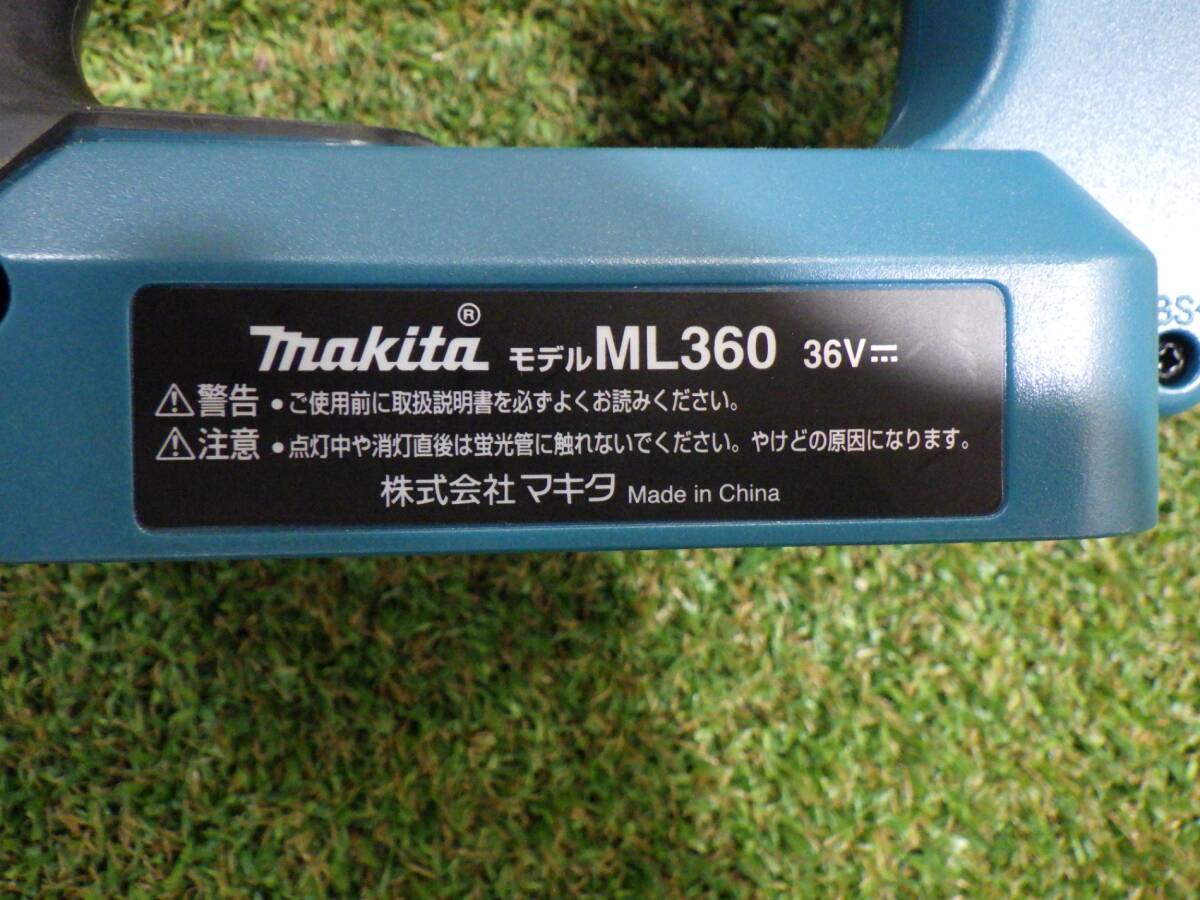 makita® モデルML360 36V⎓
⚠警告 ●ご使用前に取扱説明書を必ずよくお読みください。
⚠注意 ●点灯中や消灯直後は蛍光管に触れないでください。やけどの原因になります。
株式会社マキタ Made in China